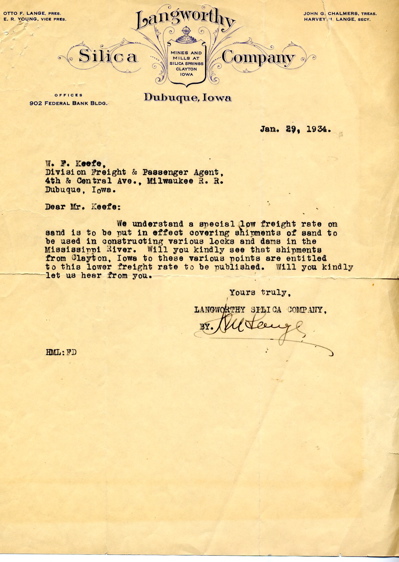 OTTO F. LANGE, PRES.
E. R. YOUNG, VICE PRES.
JOHN G. CHALMERS, TREAS.
HARVEY M. LANGE, SECY.
Langworthy
Silica Company
MINES AND
MILLS AT
SILICA SPRINGS
CLAYTON
IOWA
OFFICES
902 FEDERAL BANK BLDG.
Dubuque, Iowa
Jan. 29, 1934.
W. F. Keefe,
Division Freight & Passenger Agent,
4th & Central Ave., Milwaukee R. R.
Dubuque, Iowa.
Dear Mr. Keefe:
We understand a special low freight rate on
sand is to be put in effect covering shipments of sand to
be used in constructing various locks and dams in the
Mississippi River. Will you kindly see that shipments
from Clayton, Iowa to these various points are entitled
to this lower freight rate to be published. Will you kindly
let us hear from you.
Yours truly,
LANGWORTHY SILICA COMPANY,
BY. HM Lange
HML:FD